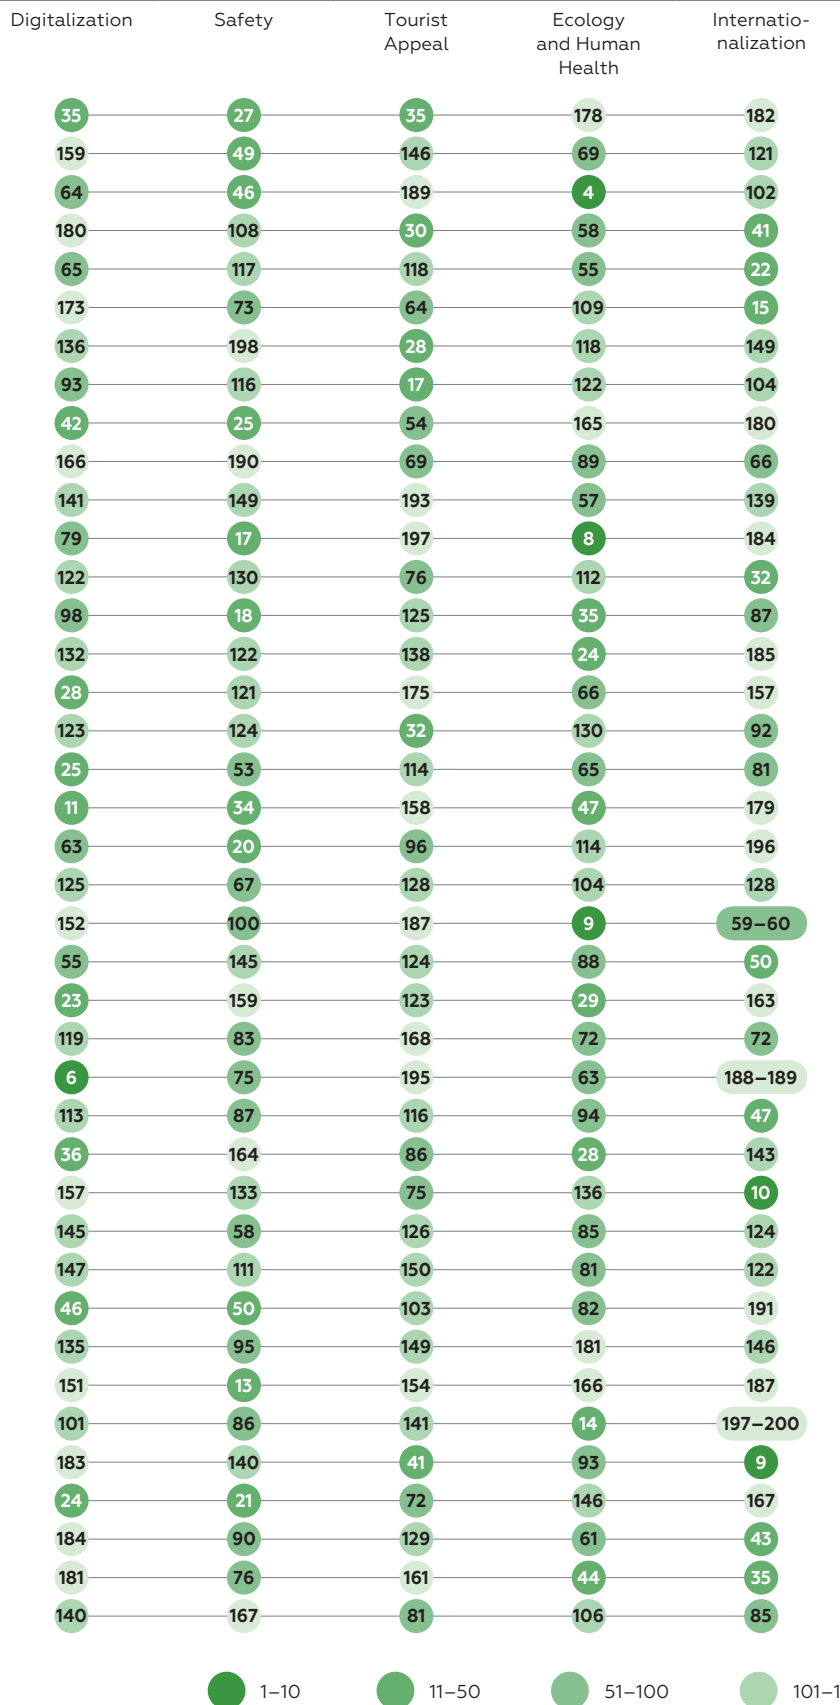 Digitalization Safety Tourist Appeal Ecology and Human Health Internatio-nalization
35 27 35 178 182
159 49 146 69 121
64 46 189 4 102
180 108 30 58 41
65 117 118 55 22
173 73 64 109 15
136 198 28 118 149
93 116 17 122 104
42 25 54 165 180
166 190 69 89 66
141 149 193 57 139
79 17 197 8 184
122 130 76 112 32
98 18 125 35 87
132 122 138 24 185
28 121 175 66 157
123 124 32 130 92
25 53 114 65 81
11 34 158 47 179
63 20 96 114 196
125 67 128 104 128
152 100 187 9 59–60
55 145 124 88 50
23 159 123 29 163
119 83 168 72 72
6 75 195 63 188–189
113 87 116 94 47
36 164 86 28 143
157 133 75 136 10
145 58 126 85 124
147 111 150 81 122
46 50 103 82 191
135 95 149 181 146
151 13 154 166 187
101 86 141 14 197–200
183 140 41 93 9
24 21 72 146 167
184 90 129 61 43
181 76 161 44 35
140 167 81 106 85
1–10 11–50 51–100 101–1